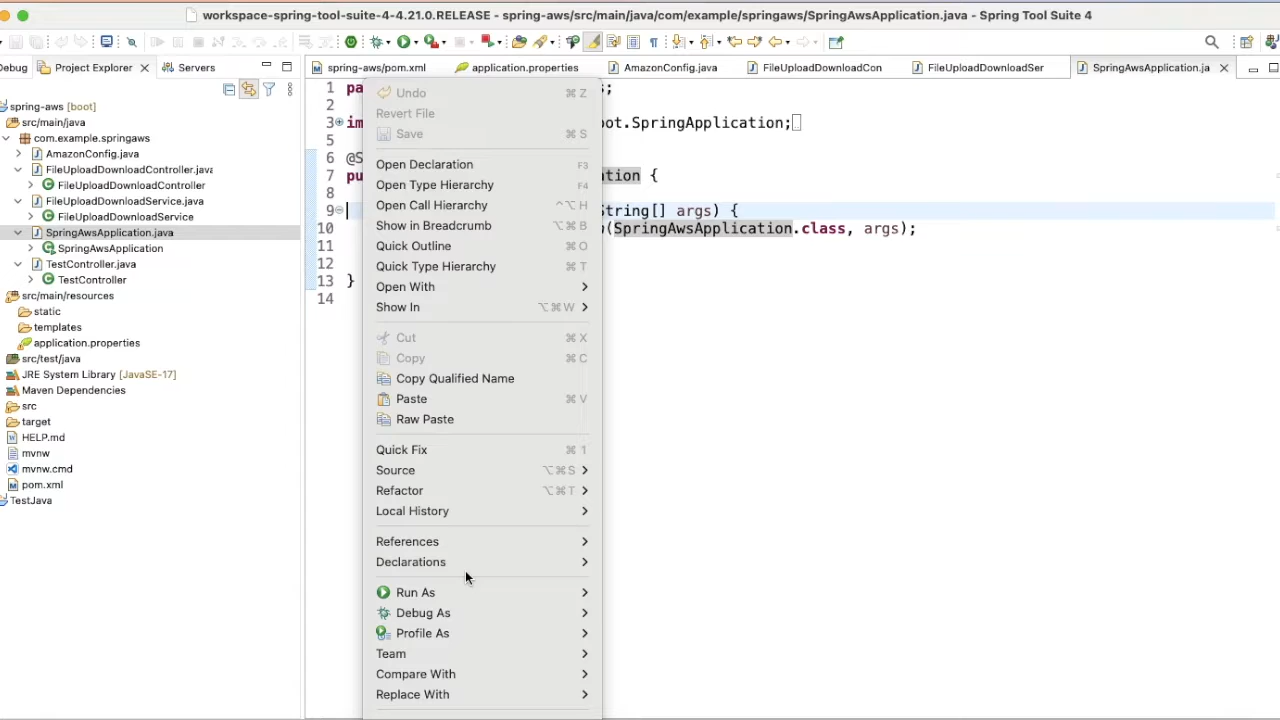 workspace-spring-tool-suite-4-4.21.0.RELEASE - spring-aws/src/main/java/com/example/springaws/SpringAwsApplication.java - Spring Tool Suite 4
Debug
Project Explorer
Servers
spring-aws/pom.xml
application.properties
AmazonConfig.java
FileUploadDownloadCon
FileUploadDownloadSer
SpringAwsApplication.ja
spring-aws [boot]
src/main/java
com.example.springaws
AmazonConfig.java
FileUploadDownloadController.java
FileUploadDownloadController
FileUploadDownloadService.java
FileUploadDownloadService
SpringAwsApplication.java
SpringAwsApplication
TestController.java
TestController
src/main/resources
static
templates
application.properties
src/test/java
JRE System Library [JavaSE-17]
Maven Dependencies
src
target
HELP.md
mvnw
mvnw.cmd
pom.xml
TestJava
1 pa s;
2
3 im oot.SpringApplication;
5
6 @S
7 pu ation {
8
9 String[] args) {
10 (SpringAwsApplication.class, args);
11
12
13 }
14
Undo ⌘ Z
Revert File
Save ⌘ S
Open Declaration F3
Open Type Hierarchy F4
Open Call Hierarchy ^⌥ H
Show in Breadcrumb ⌥⌘ B
Quick Outline ⌘ O
Quick Type Hierarchy ⌘ T
Open With
Show In ⌥⌘ W
Cut ⌘ X
Copy ⌘ C
Copy Qualified Name
Paste ⌘ V
Raw Paste
Quick Fix ⌘ 1
Source ⌥⌘ S
Refactor ⌥⌘ T
Local History
References
Declarations
Run As
Debug As
Profile As
Team
Compare With
Replace With